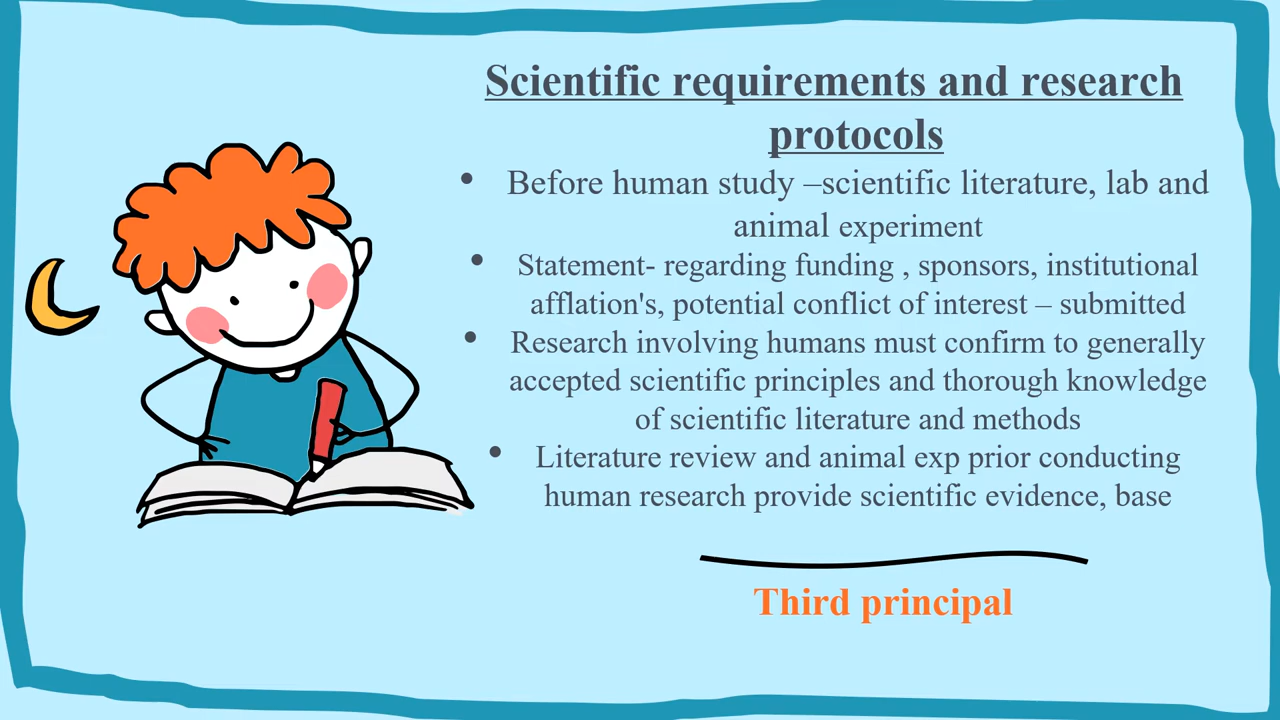 Scientific requirements and research
protocols
• Before human study –scientific literature, lab and
animal experiment
• Statement- regarding funding , sponsors, institutional
afflation's, potential conflict of interest – submitted
• Research involving humans must confirm to generally
accepted scientific principles and thorough knowledge
of scientific literature and methods
• Literature review and animal exp prior conducting
human research provide scientific evidence, base
Third principal